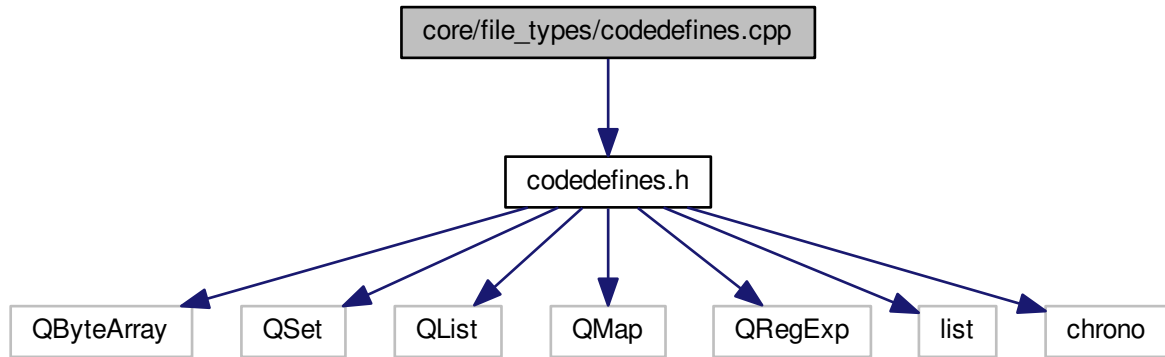 core/file_types/codedefines.cpp
codedefines.h
QByteArray
QSet
QList
QMap
QRegExp
list
chrono